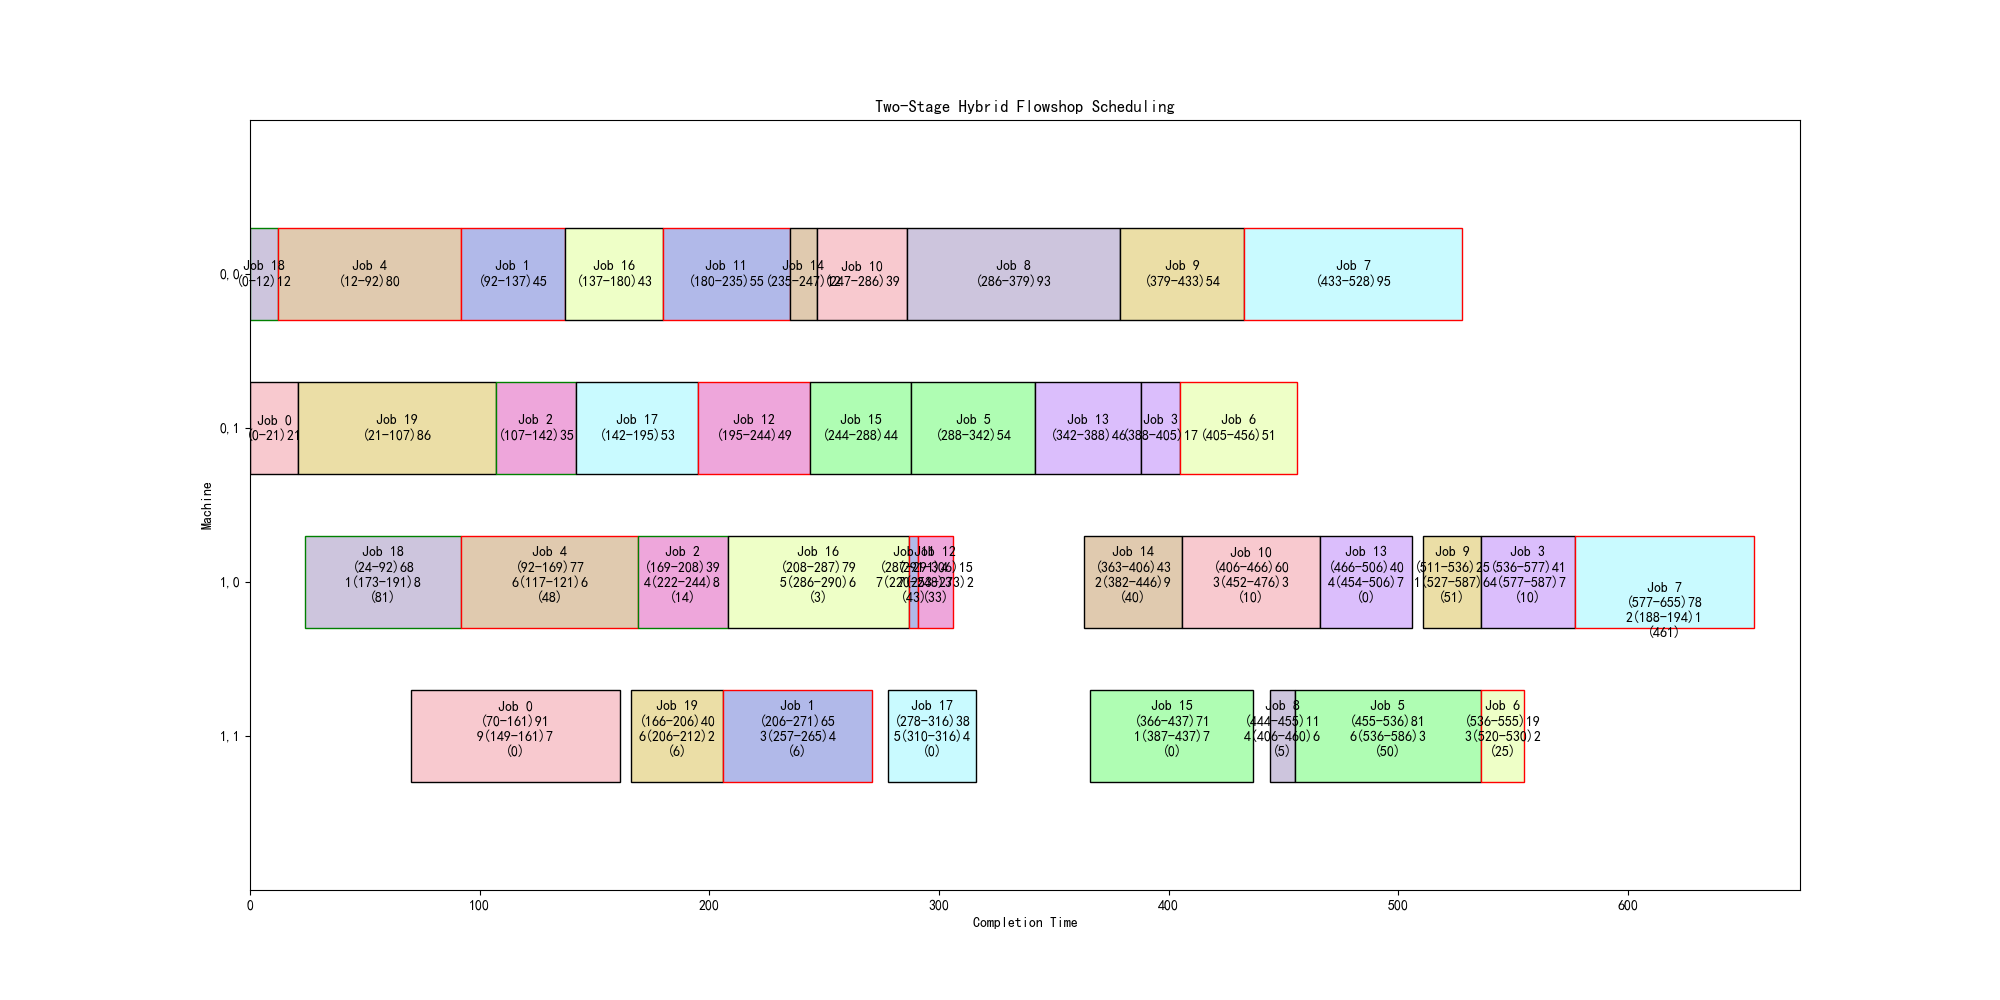 Two-Stage Hybrid Flowshop Scheduling
Machine
0,0
Job 18
(0-12)12
Job 4
(12-92)80
Job 1
(92-137)45
Job 16
(137-180)43
Job 11
(180-235)55
Job 14
(235-247)12
Job 10
(247-286)39
Job 8
(286-379)93
Job 9
(379-433)54
Job 7
(433-528)95
0,1
Job 0
(0-21)21
Job 19
(21-107)86
Job 2
(107-142)35
Job 17
(142-195)53
Job 12
(195-244)49
Job 15
(244-288)44
Job 5
(288-342)54
Job 13
(342-388)46
Job 3
(388-405)17
Job 6
(405-456)51
1,0
Job 18
(24-92)68
1(173-191)8
(81)
Job 4
(92-169)77
6(117-121)6
(48)
Job 2
(169-208)39
4(222-244)8
(14)
Job 16
(208-287)79
5(286-290)6
(3)
Job 11
(287-291)4
(43)
Job 12
(291-306)15
(33)
Job 14
(363-406)43
2(382-446)9
(40)
Job 10
(406-466)60
3(452-476)3
(10)
Job 13
(466-506)40
4(454-506)7
(0)
Job 9
(511-536)25
1(527-587)6
(51)
Job 3
(536-577)41
4(577-587)7
(10)
Job 7
(577-655)78
2(188-194)1
(461)
1,1
Job 0
(70-161)91
9(149-161)7
(0)
Job 19
(166-206)40
6(206-212)2
(6)
Job 1
(206-271)65
3(257-265)4
(6)
Job 17
(278-316)38
5(310-316)4
(0)
Job 15
(366-437)71
1(387-437)7
(0)
Job 8
(444-455)11
4(406-460)6
(5)
Job 5
(455-536)81
6(536-586)3
(50)
Job 6
(536-555)19
3(520-530)2
(25)
0
100
200
300
400
500
600
Completion Time